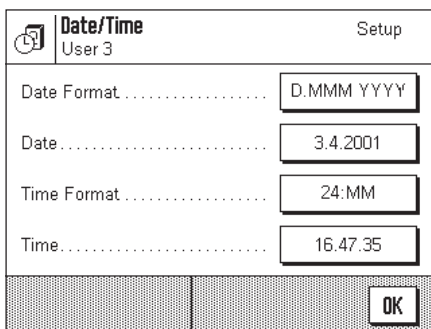 Date/Time
Setup
User 3
Date Format.................. D.MMM YYYY
Date.......................... 3.4.2001
Time Format.................. 24:MM
Time.......................... 16.47.35
OK